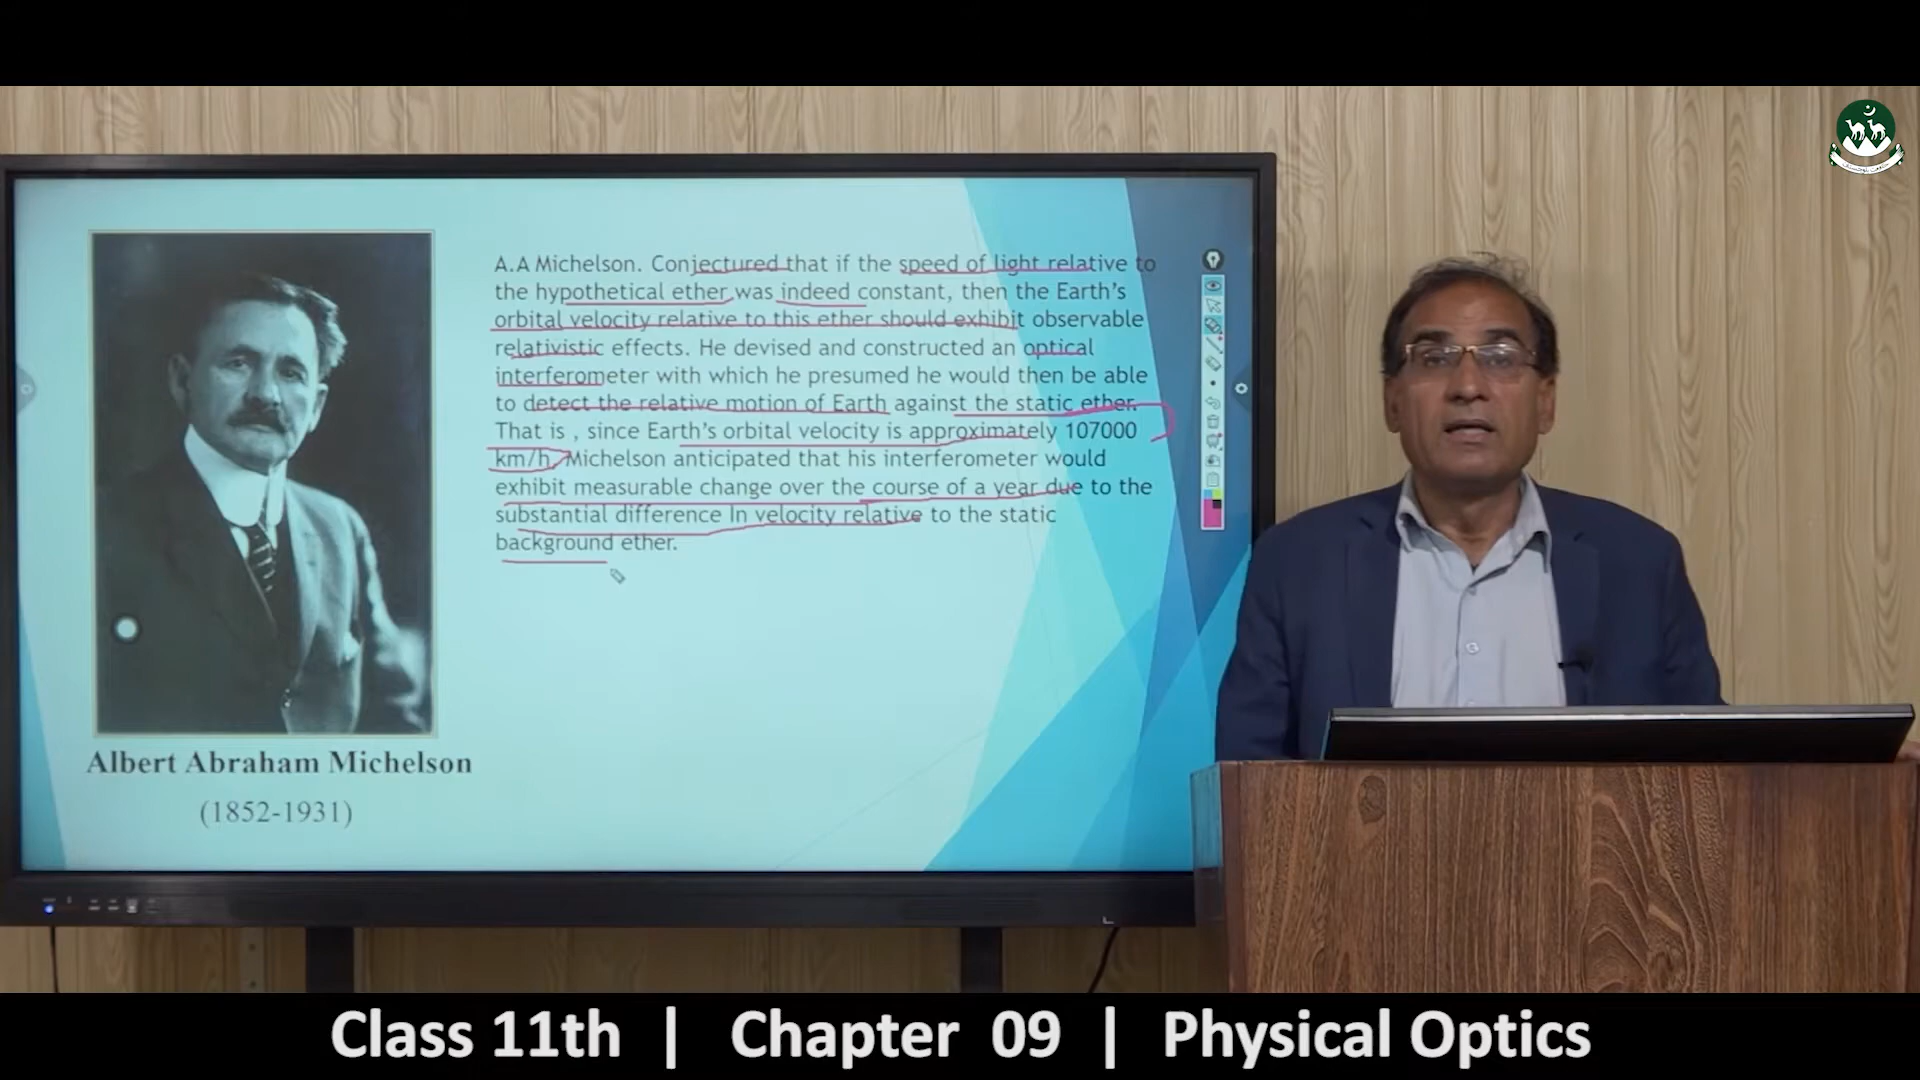 A.A Michelson. Conjectured that if the speed of light relative to
the hypothetical ether was indeed constant, then the Earth's
orbital velocity relative to this ether should exhibit observable
relativistic effects. He devised and constructed an optical
interferometer with which he presumed he would then be able
to detect the relative motion of Earth against the static ether.
That is , since Earth's orbital velocity is approximately 107000
km/h, Michelson anticipated that his interferometer would
exhibit measurable change over the course of a year due to the
substantial difference In velocity relative to the static
background ether.
Albert Abraham Michelson
(1852-1931)
Class 11th | Chapter 09 | Physical Optics